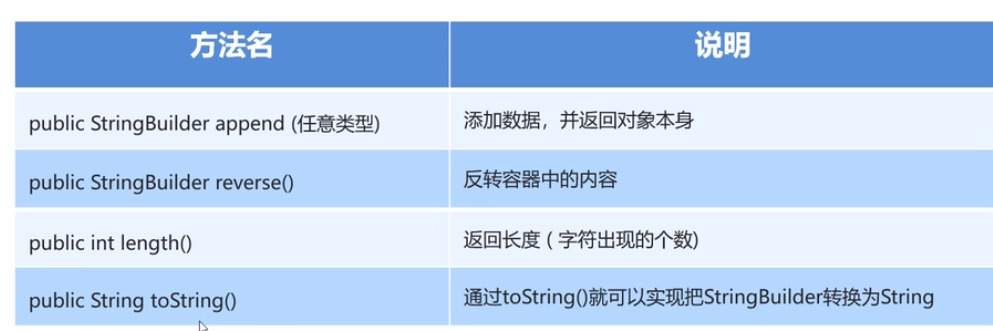 方法名 说明
public StringBuilder append (任意类型) 添加数据，并返回对象本身
public StringBuilder reverse() 反转容器中的内容
public int length() 返回长度 ( 字符出现的个数)
public String toString() 通过toString()就可以实现把StringBuilder转换为String